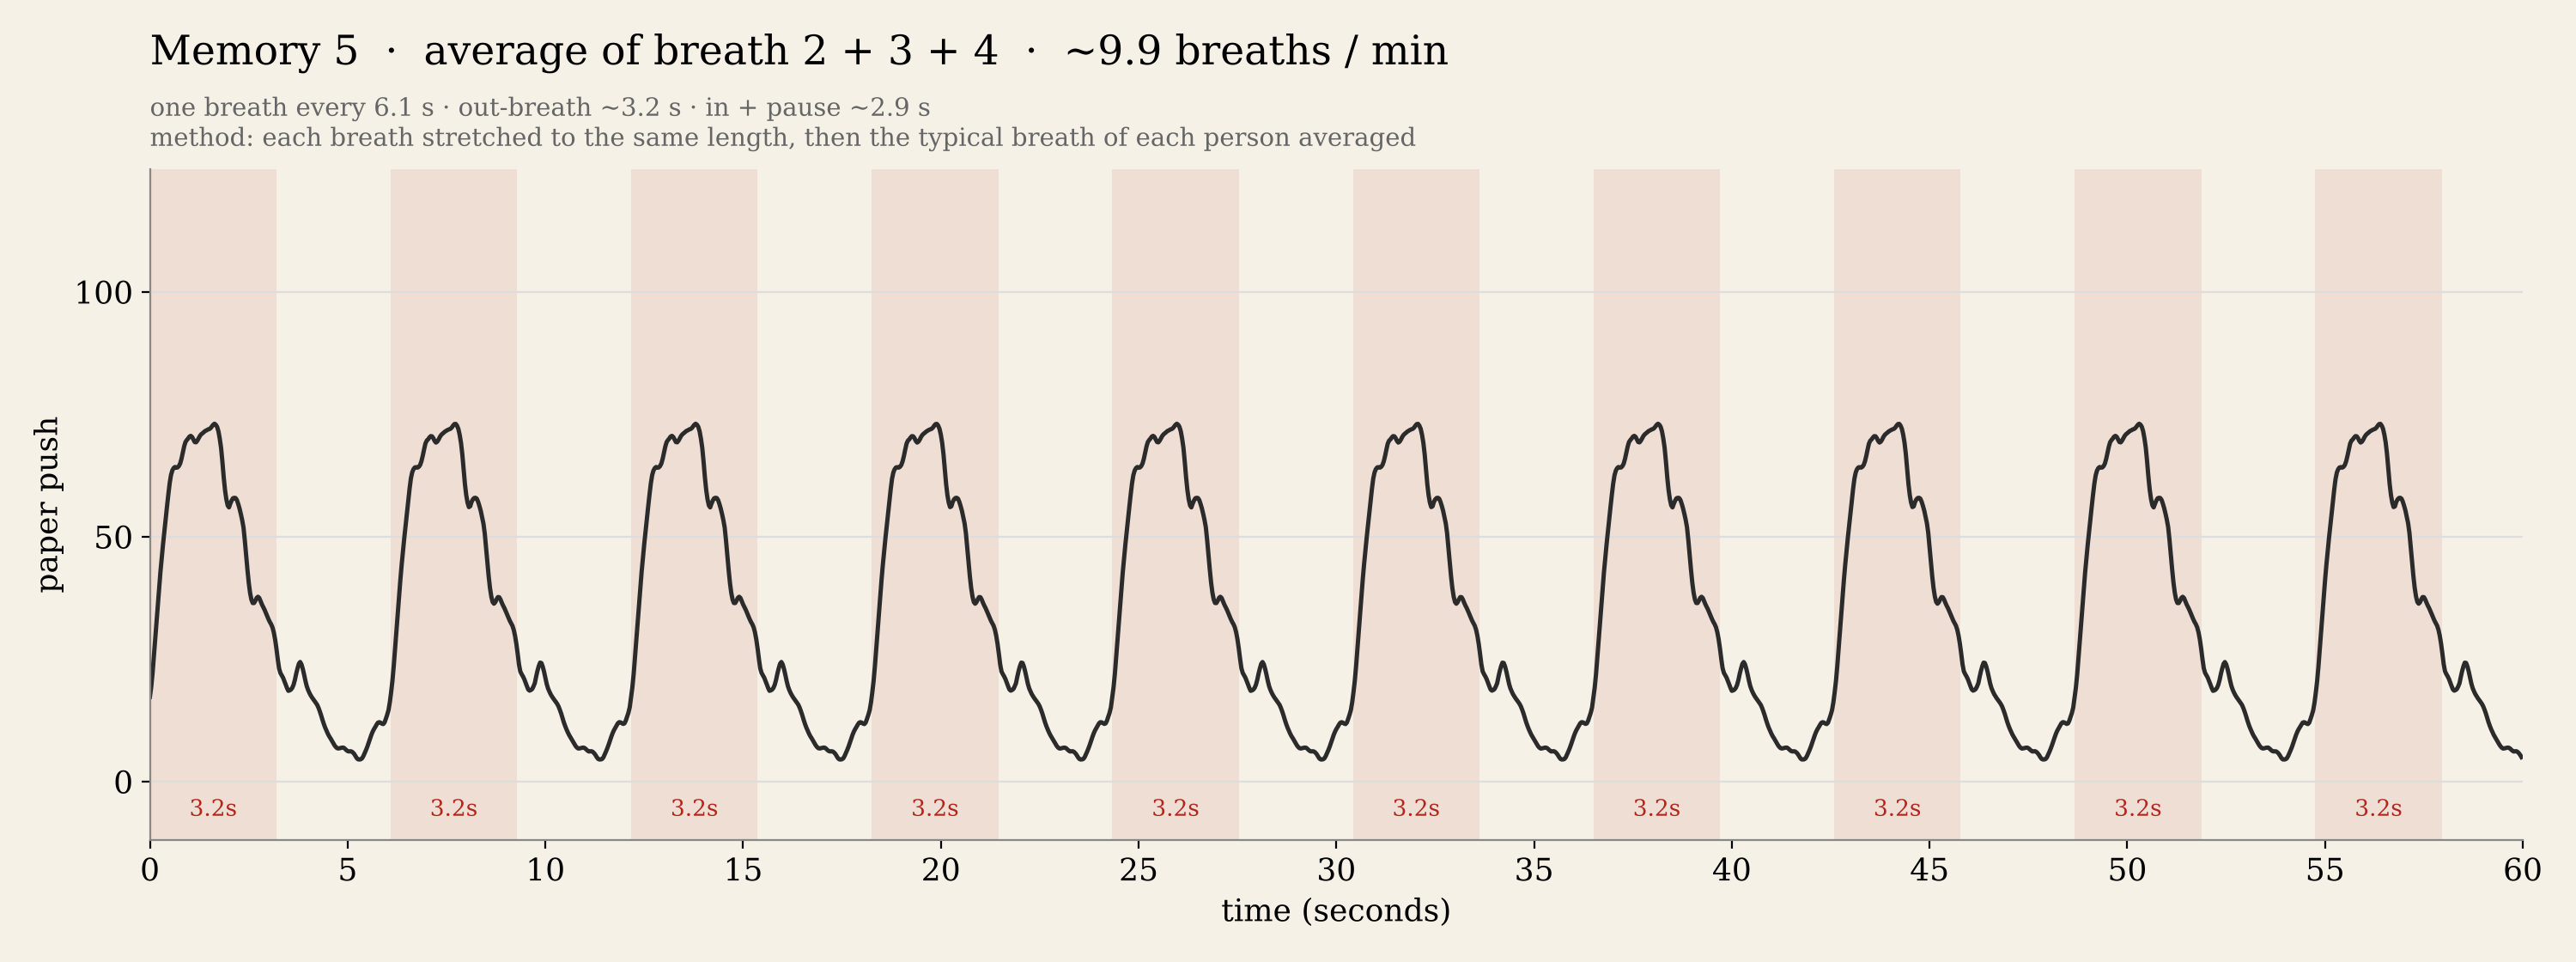 Memory 5 · average of breath 2 + 3 + 4 · ~9.9 breaths / min
one breath every 6.1 s · out-breath ~3.2 s · in + pause ~2.9 s
method: each breath stretched to the same length, then the typical breath of each person averaged
100
50
0
paper push
3.2s 3.2s 3.2s 3.2s 3.2s 3.2s 3.2s 3.2s 3.2s 3.2s
0 5 10 15 20 25 30 35 40 45 50 55 60
time (seconds)